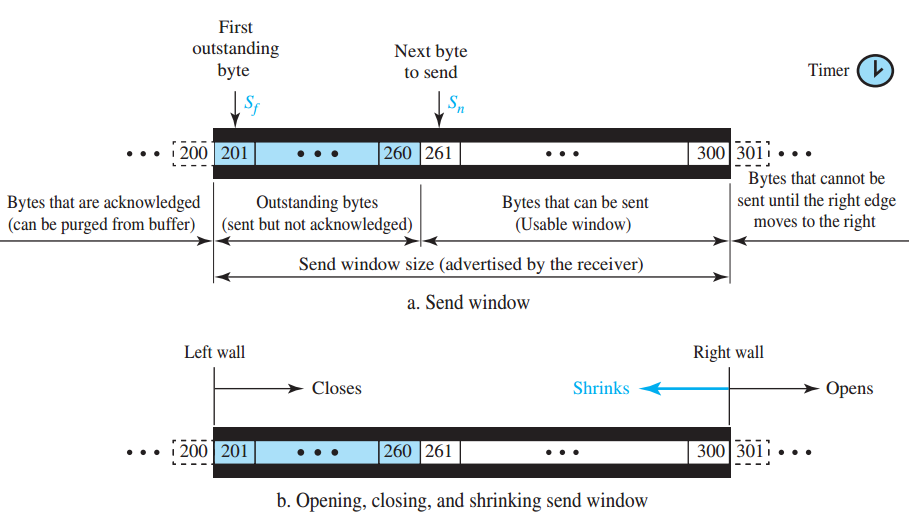 First
outstanding
byte
Next byte
to send
Timer
Sf
Sn
••• 200 201 ••• 260 261 ••• 300 301 •••
Bytes that are acknowledged
(can be purged from buffer)
Outstanding bytes
(sent but not acknowledged)
Bytes that can be sent
(Usable window)
Bytes that cannot be
sent until the right edge
moves to the right
Send window size (advertised by the receiver)
a. Send window
Left wall
Right wall
Closes
Shrinks
Opens
••• 200 201 ••• 260 261 ••• 300 301 •••
b. Opening, closing, and shrinking send window